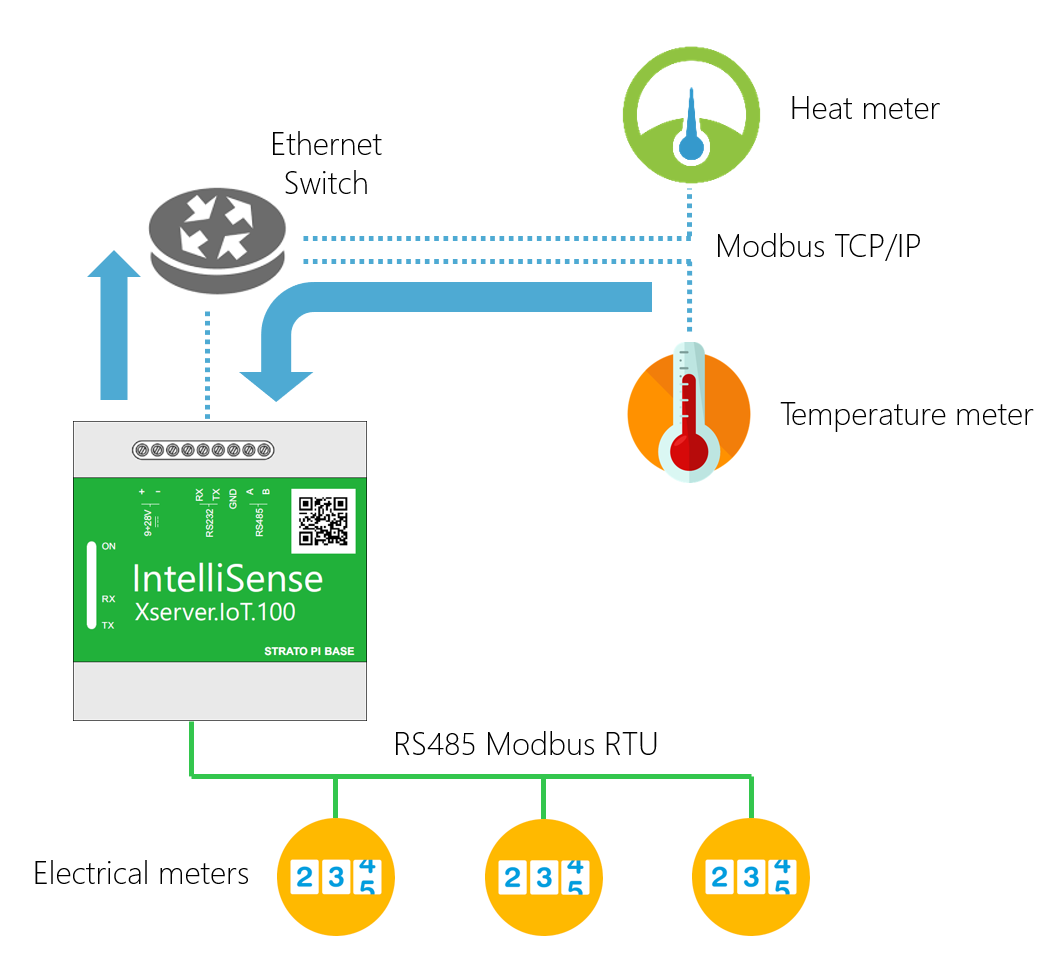 Heat meter
Ethernet
Switch
Modbus TCP/IP
Temperature meter
+ -
9÷28V
RX TX
RS232
GND
A B
RS485
ON
RX
TX
IntelliSense
Xserver.IoT.100
STRATO PI BASE
RS485 Modbus RTU
Electrical meters
2 3 4 5
2 3 4 5
2 3 4 5